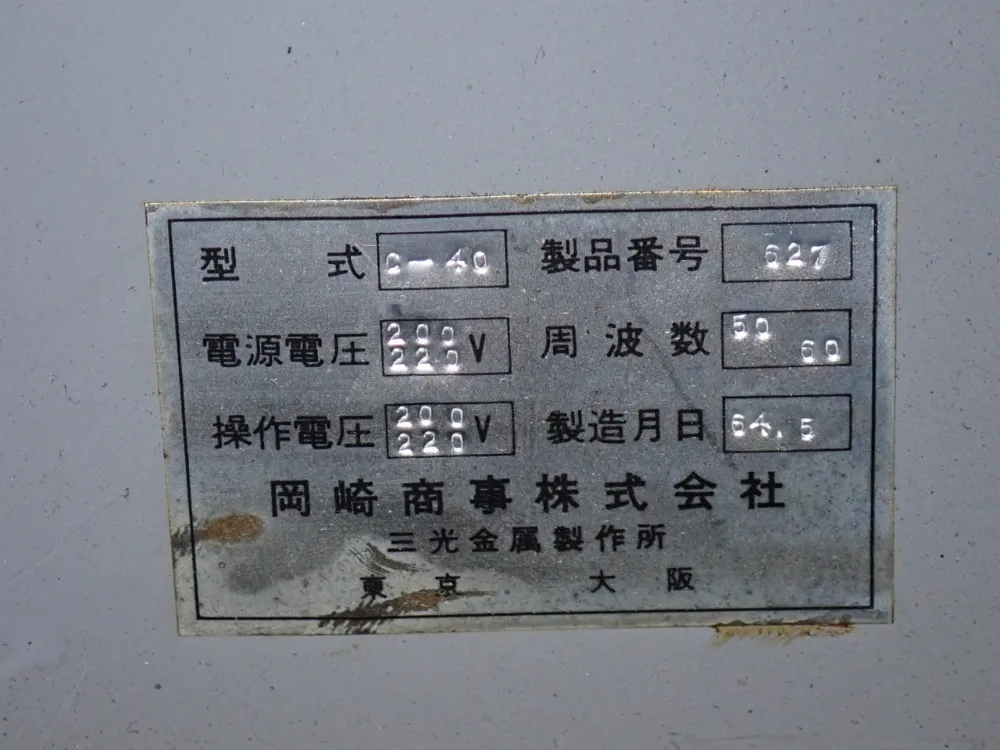 型式 C-40 製品番号 627
電源電圧 200 220 V 周波数 50 60
操作電圧 200 220 V 製造月日 64.5
岡崎商事株式会社
三光金属製作所
東京 大阪